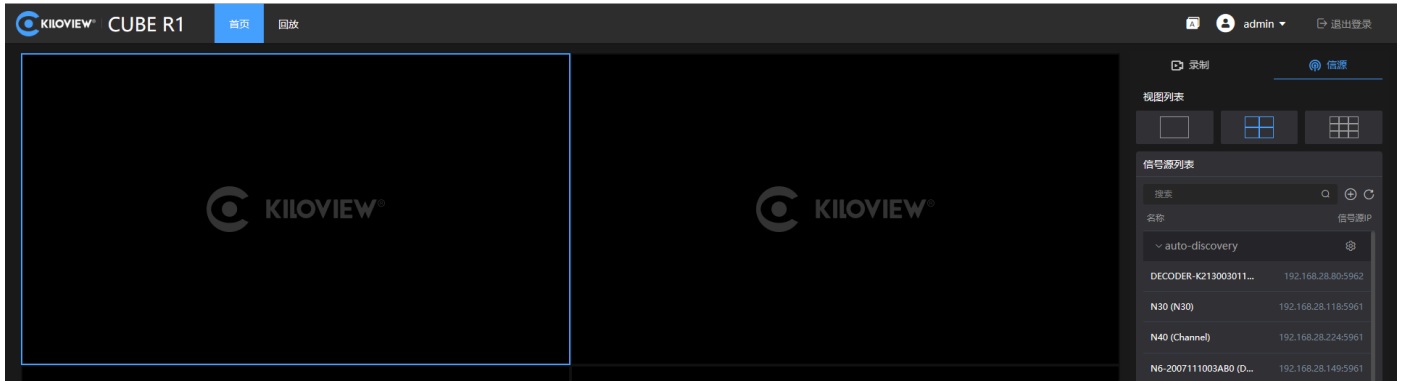 KILOVIEW® CUBE R1 首页 回放 A admin 退出登录
录制 信源
视图列表
信号源列表
搜索
名称 信号源IP
auto-discovery
DECODER-K213003011... 192.168.28.80:5962
N30 (N30) 192.168.28.118:5961
N40 (Channel) 192.168.28.224:5961
N6-2007111003AB0 (D... 192.168.28.149:5961
KILOVIEW®
KILOVIEW®